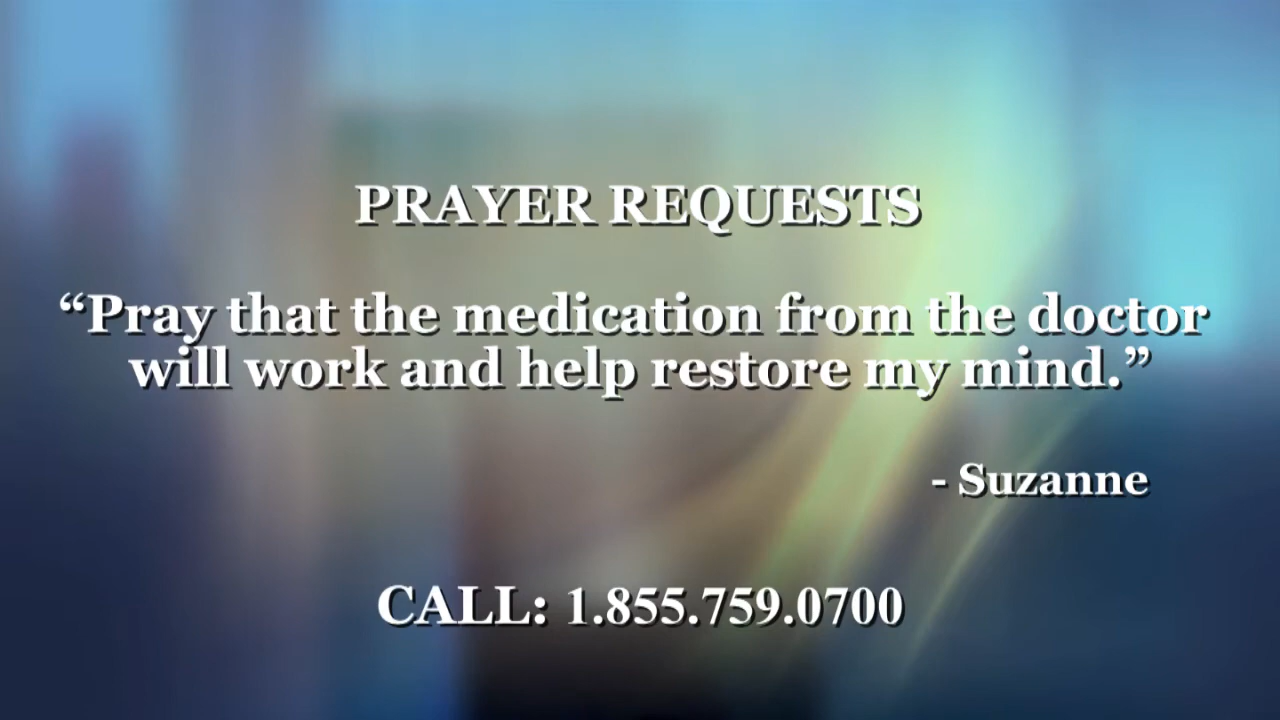 PRAYER REQUESTS
“Pray that the medication from the doctor
will work and help restore my mind.”
- Suzanne
CALL: 1.855.759.0700